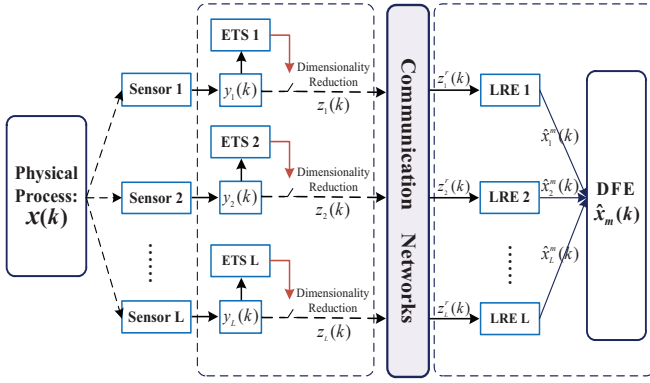 Physical
Process:
x(k)
Sensor 1
Sensor 2
......
Sensor L
ETS 1
y₁(k)
Dimensionality
Reduction
z₁(k)
ETS 2
y₂(k)
Dimensionality
Reduction
z₂(k)
......
ETS L
y_L(k)
Dimensionality
Reduction
z_L(k)
Communication Networks
z₁ʳ(k)
LRE 1
x̂₁ᵐ(k)
z₂ʳ(k)
LRE 2
x̂₂ᵐ(k)
......
z_Lʳ(k)
LRE L
x̂_Lᵐ(k)
DFE
x̂ₘ(k)